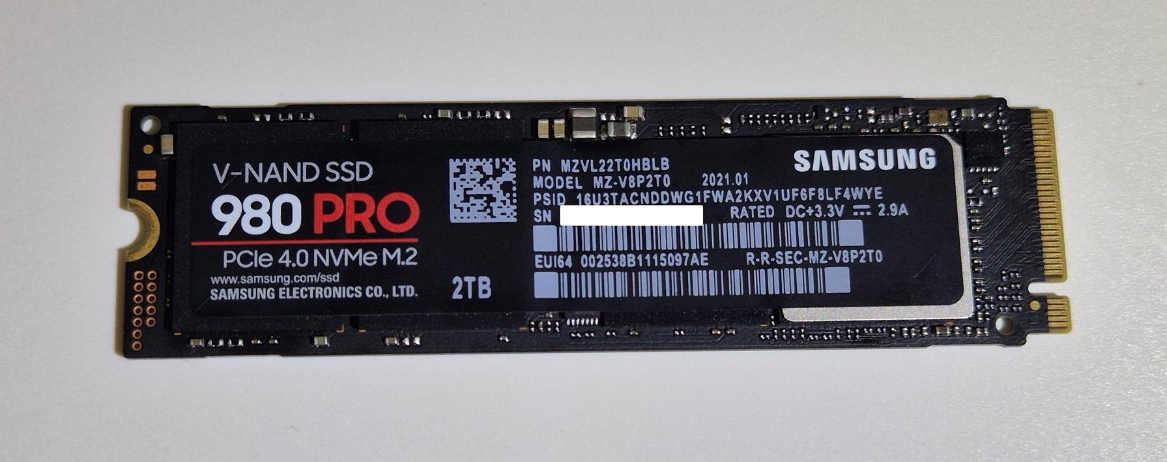 V-NAND SSD
980 PRO
PCIe 4.0 NVMe M.2
www.samsung.com/ssd
SAMSUNG ELECTRONICS CO., LTD.
2TB
SAMSUNG
PN MZVL22T0HBLB
MODEL MZ-V8P2T0 2021.01
PSID 16U3TACNDDWG1FWA2KXV1UF6F8LF4WYE
SN RATED DC+3.3V ⎓ 2.9A
EUI64 002538B1115097AE R-R-SEC-MZ-V8P2T0